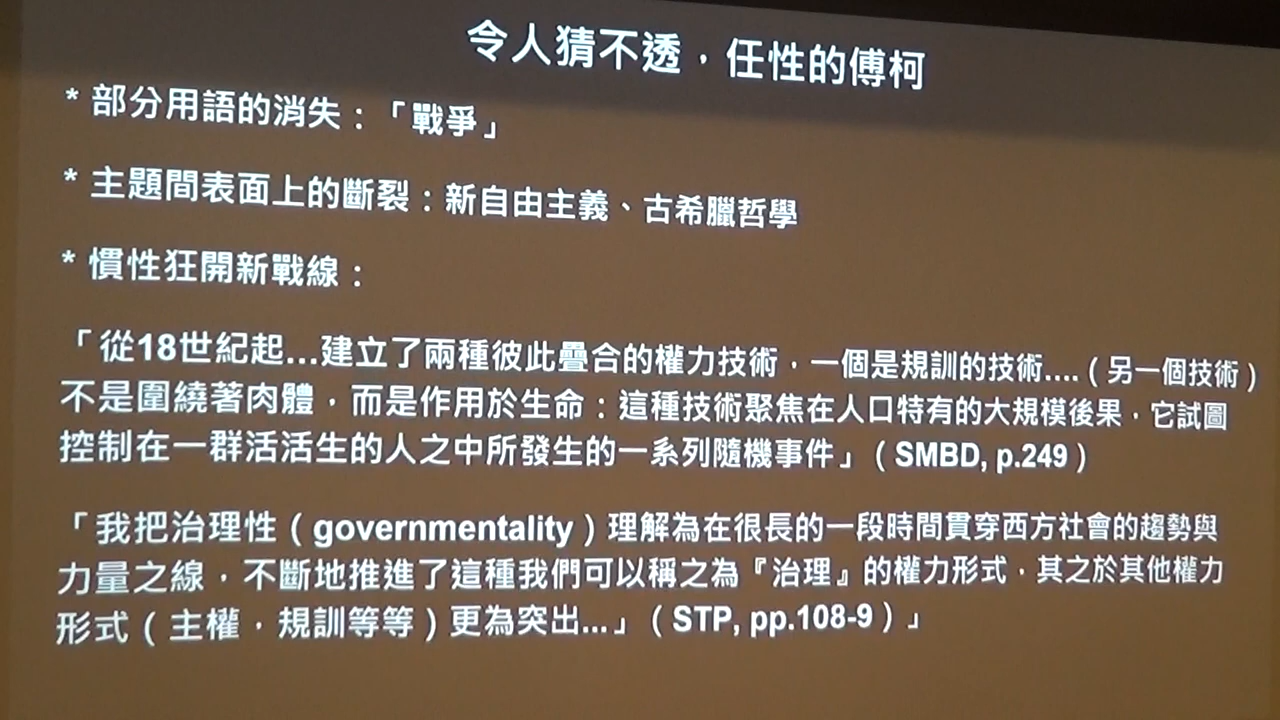 令人猜不透，任性的傅柯
* 部分用語的消失：「戰爭」
* 主題間表面上的斷裂：新自由主義、古希臘哲學
* 慣性狂開新戰線：
「從18世紀起...建立了兩種彼此疊合的權力技術，一個是規訓的技術....（另一個技術）
不是圍繞著肉體，而是作用於生命：這種技術聚焦在人口特有的大規模後果，它試圖
控制在一群活活生的人之中所發生的一系列隨機事件」（SMBD, p.249）
「我把治理性（governmentality）理解為在很長的一段時間貫穿西方社會的趨勢與
力量之線，不斷地推進了這種我們可以稱之為『治理』的權力形式，其之於其他權力
形式（主權，規訓等等）更為突出...」（STP, pp.108-9）」